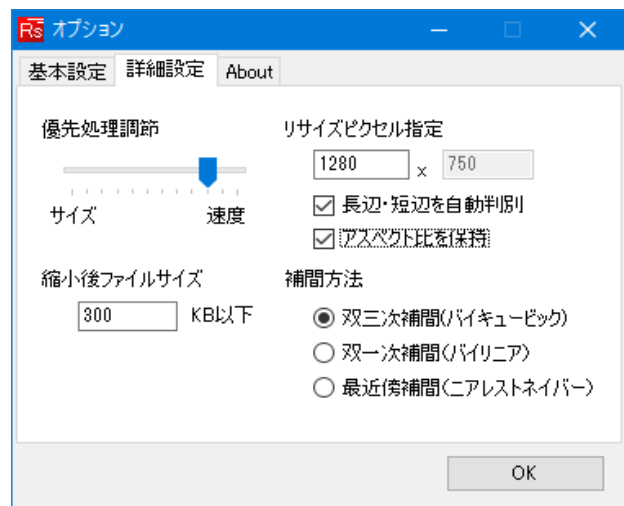 Rs オプション
基本設定 詳細設定 About
優先処理調節
サイズ 速度
リサイズピクセル指定
1280 x 750
長辺・短辺を自動判別
アスペクト比を保持
縮小後ファイルサイズ
300 KB以下
補間方法
双三次補間(バイキュービック)
双一次補間(バイリニア)
最近傍補間(ニアレストネイバー)
OK